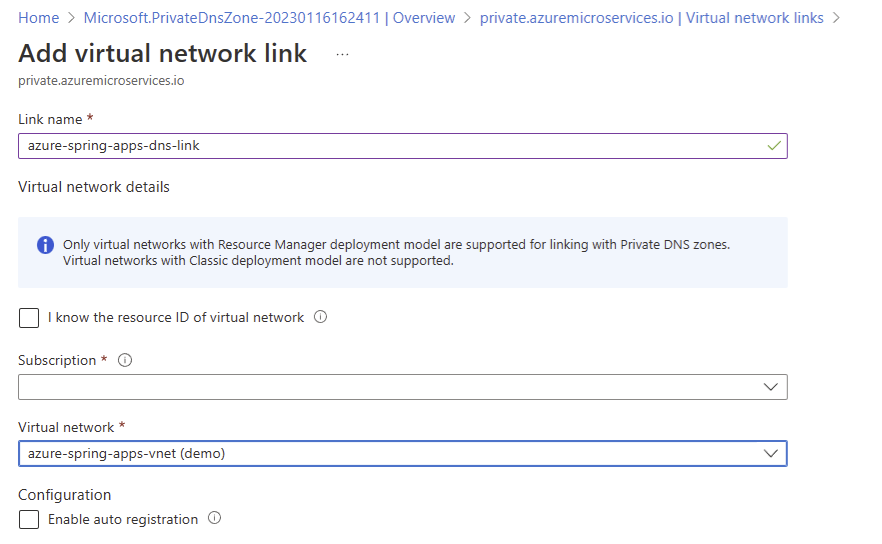 Home > Microsoft.PrivateDnsZone-20230116162411 | Overview > private.azuremicroservices.io | Virtual network links >
Add virtual network link ...
private.azuremicroservices.io
Link name *
azure-spring-apps-dns-link
Virtual network details
Only virtual networks with Resource Manager deployment model are supported for linking with Private DNS zones.
Virtual networks with Classic deployment model are not supported.
I know the resource ID of virtual network
Subscription *
Virtual network *
azure-spring-apps-vnet (demo)
Configuration
Enable auto registration